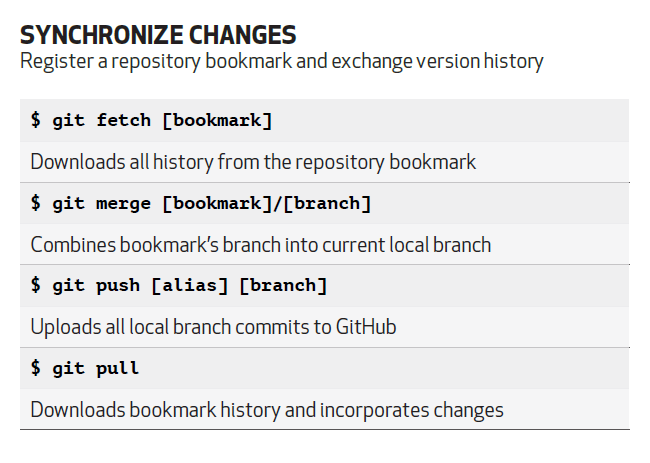 SYNCHRONIZE CHANGES
Register a repository bookmark and exchange version history
$ git fetch [bookmark]
Downloads all history from the repository bookmark
$ git merge [bookmark]/[branch]
Combines bookmark’s branch into current local branch
$ git push [alias] [branch]
Uploads all local branch commits to GitHub
$ git pull
Downloads bookmark history and incorporates changes